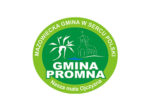 MAZOWIECKA GMINA W SERCU POLSKI
GMINA
PROMNA
Nasza mała Ojczyzna